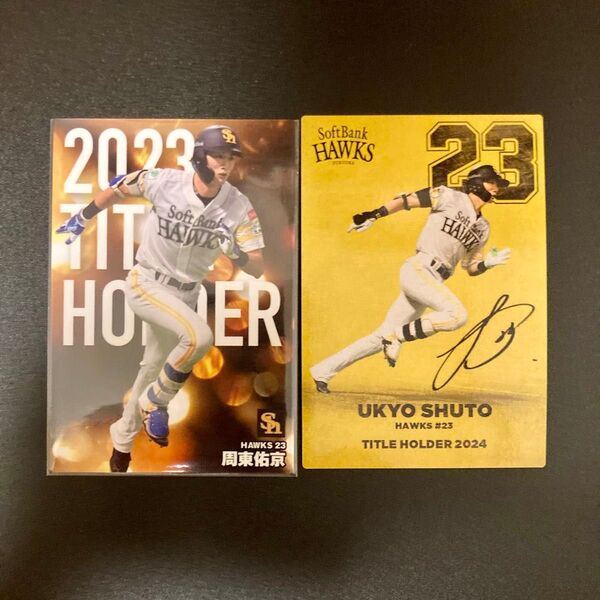 2023
TITLE
HOLDER
SoftBank
HAWKS
HAWKS 23
周東佑京
SoftBank
HAWKS
FUKUOKA
23
SoftBank
HAWKS
UKYO SHUTO
HAWKS #23
TITLE HOLDER 2024